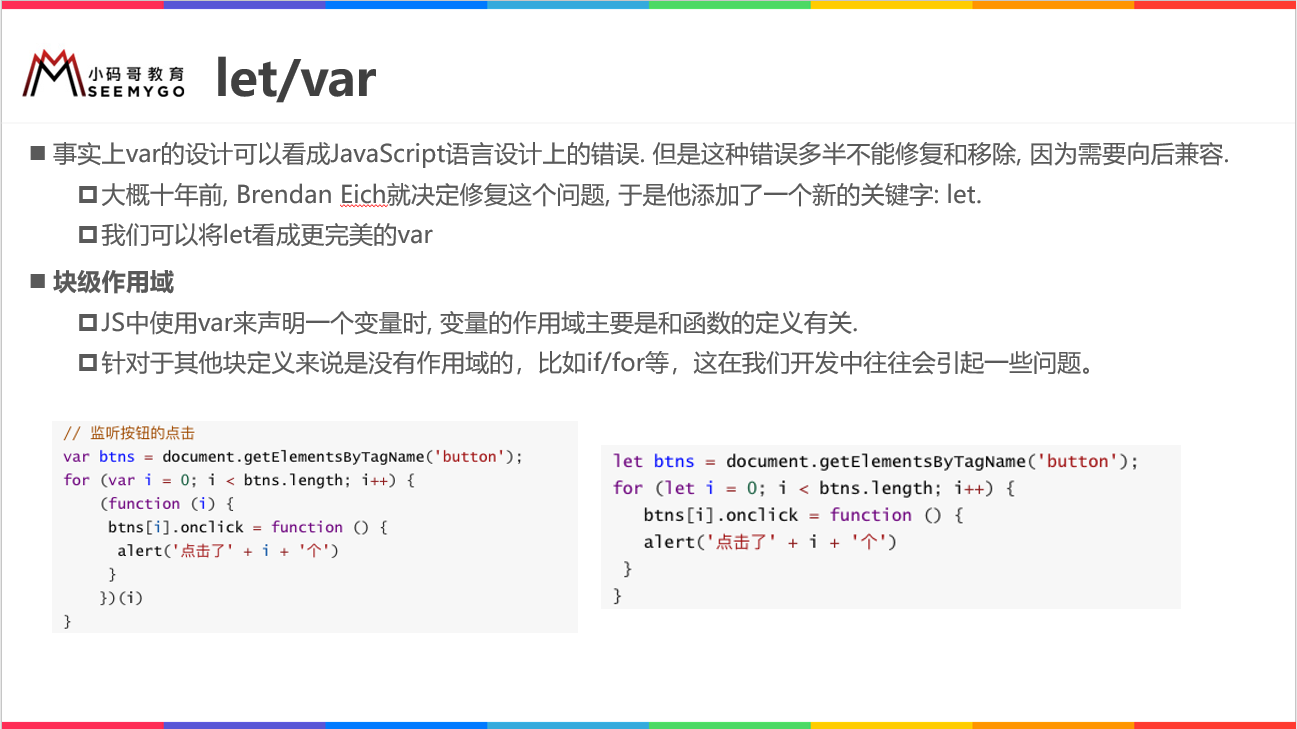 小码哥教育
SEEMYGO
let/var
事实上var的设计可以看成JavaScript语言设计上的错误. 但是这种错误多半不能修复和移除, 因为需要向后兼容.
大概十年前, Brendan Eich就决定修复这个问题, 于是他添加了一个新的关键字: let.
我们可以将let看成更完美的var
块级作用域
JS中使用var来声明一个变量时, 变量的作用域主要是和函数的定义有关.
针对于其他块定义来说是没有作用域的，比如if/for等，这在我们开发中往往会引起一些问题。
// 监听按钮的点击
var btns = document.getElementsByTagName('button');
for (var i = 0; i < btns.length; i++) {
(function (i) {
btns[i].onclick = function () {
alert('点击了' + i + '个')
}
})(i)
}
let btns = document.getElementsByTagName('button');
for (let i = 0; i < btns.length; i++) {
btns[i].onclick = function () {
alert('点击了' + i + '个')
}
}